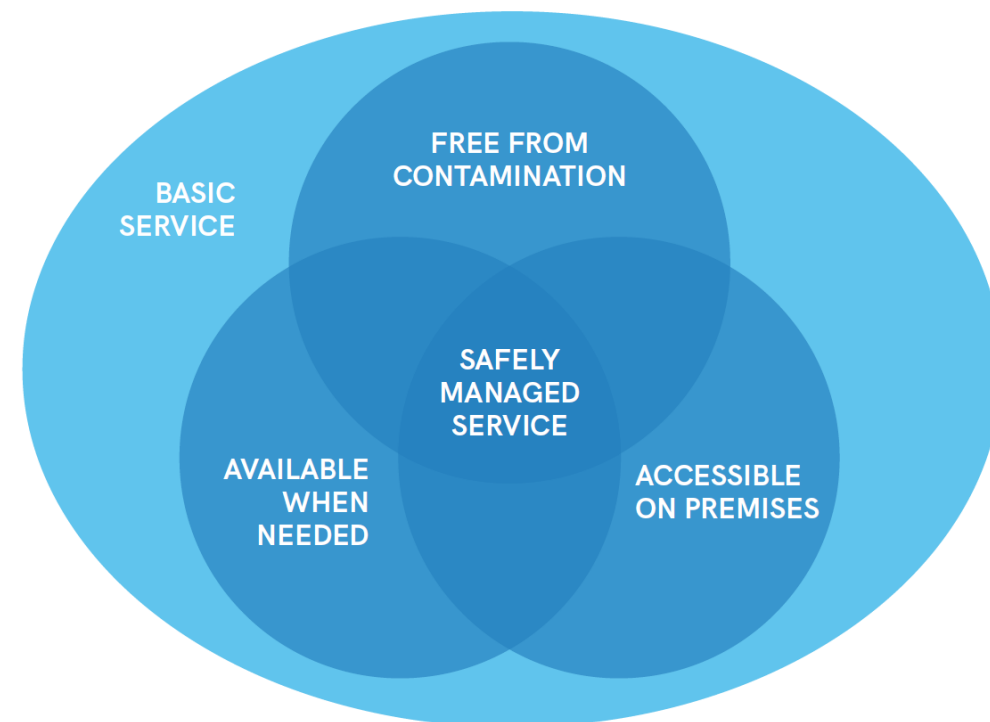 FREE FROM
CONTAMINATION
BASIC
SERVICE
SAFELY
MANAGED
SERVICE
AVAILABLE
WHEN
NEEDED
ACCESSIBLE
ON PREMISES